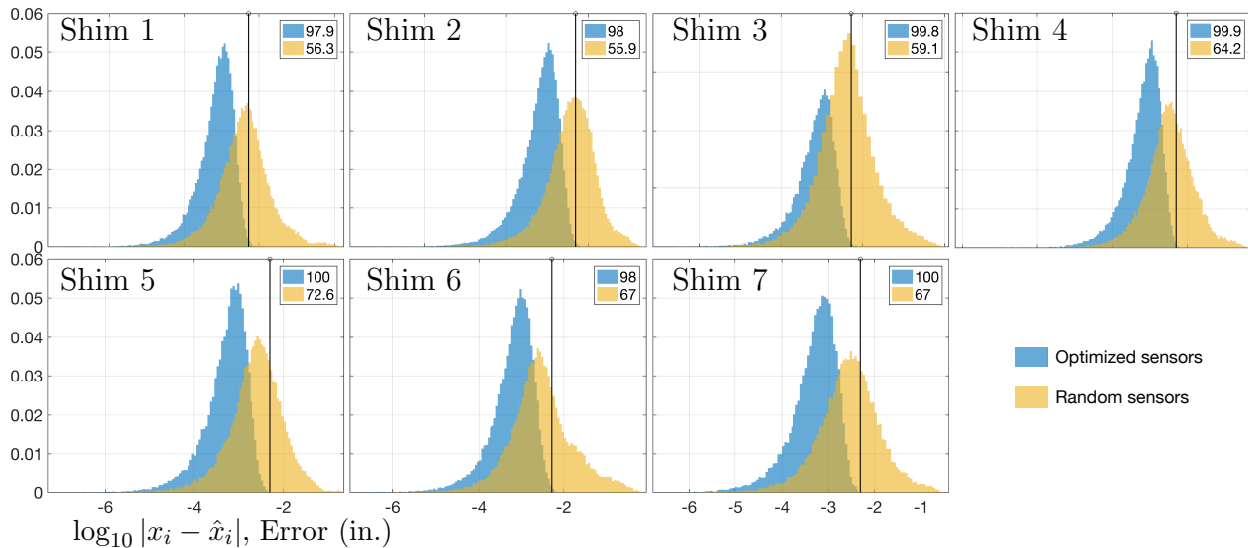 0.06 Shim 1 97.9 Shim 2 98 Shim 3 99.8 Shim 4 99.9
56.3 56.9 59.1 64.2
0.05
0.04
0.03
0.02
0.01
0
0.06 Shim 5 100 Shim 6 98 Shim 7 100
72.6 67 67
0.05
0.04
0.03
0.02
0.01
0
Optimized sensors
Random sensors
-6 -4 -2 -6 -4 -2 -6 -5 -4 -3 -2 -1
log₁₀ |xᵢ − x̂ᵢ|, Error (in.)